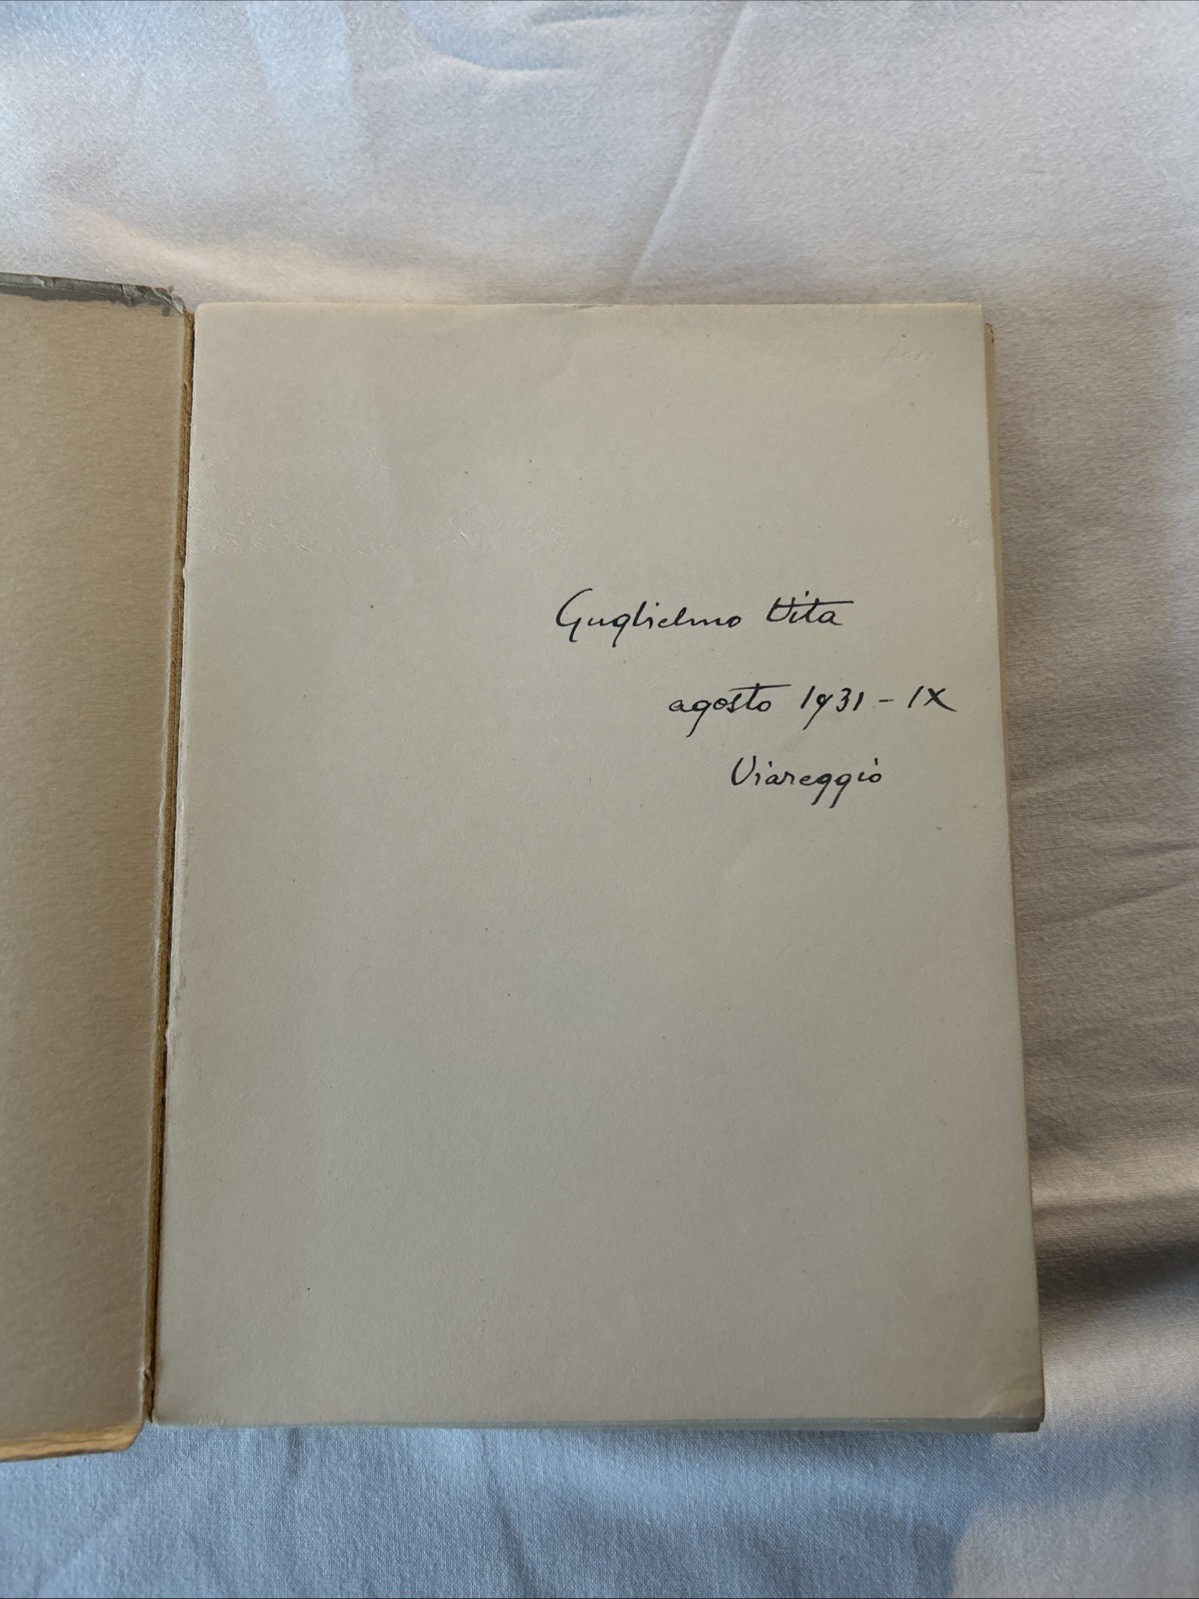 Guglielmo Vita
agosto 1931 - IX
Viareggio